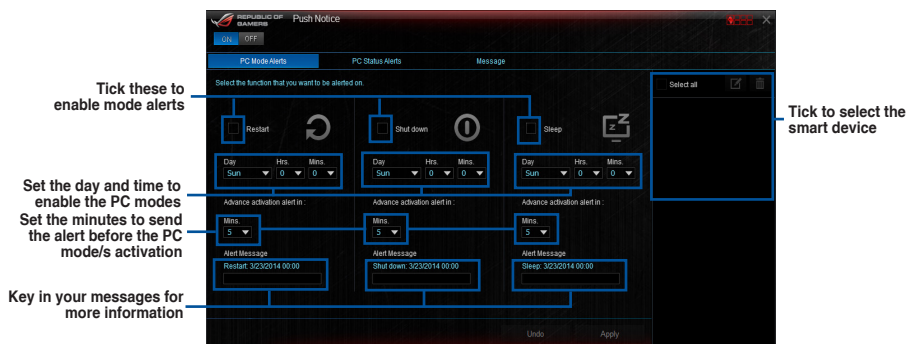 REPUBLIC OF
GAMERS
Push Notice
ON OFF
PC Mode Alerts PC Status Alerts Message
Select the function that you want to be alerted on.
Select all
Tick these to
enable mode alerts
Tick to select the
smart device
Restart Shut down Sleep
Day Hrs. Mins. Day Hrs. Mins. Day Hrs. Mins.
Sun 0 0 Sun 0 0 Sun 0 0
Set the day and time to
enable the PC modes
Advance activation alert in : Advance activation alert in : Advance activation alert in :
Set the minutes to send
the alert before the PC
mode/s activation
Mins. Mins. Mins.
5 5 5
Alert Message Alert Message Alert Message
Restart: 3/23/2014 00:00 Shut down: 3/23/2014 00:00 Sleep: 3/23/2014 00:00
Key in your messages for
more information
Undo Apply